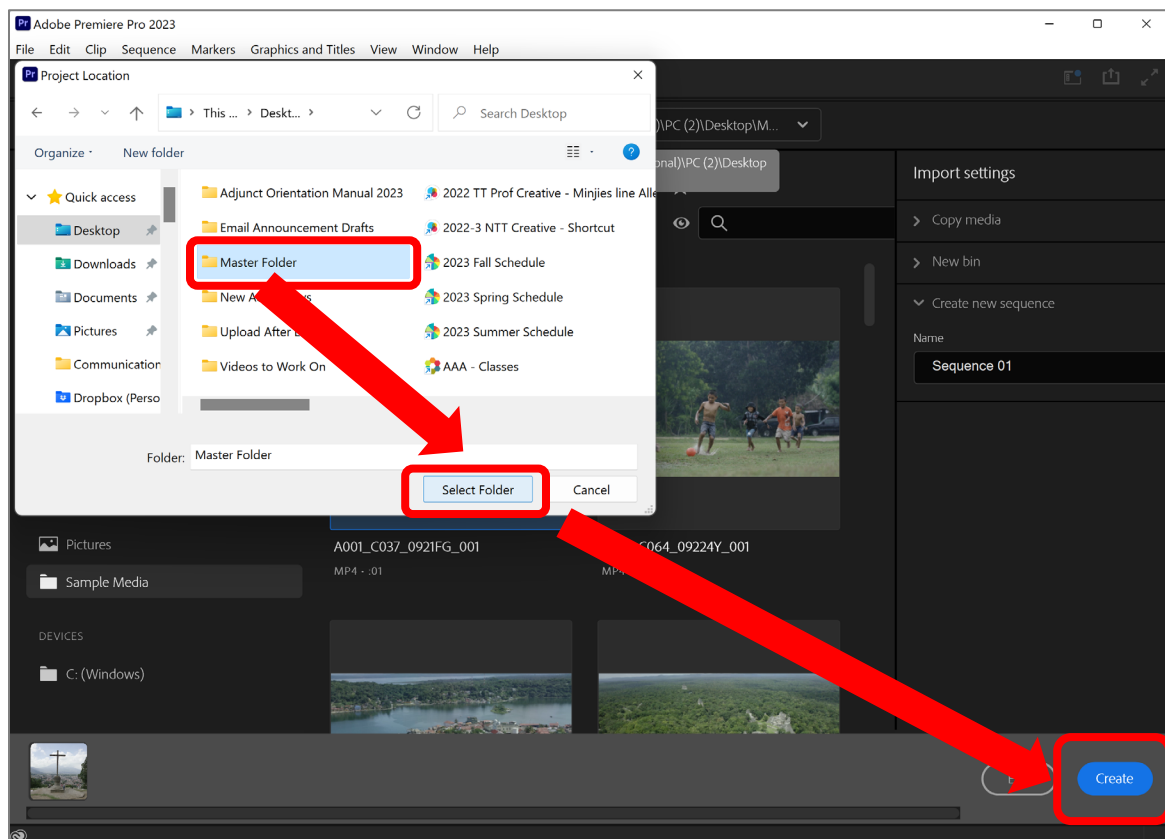 Pr Adobe Premiere Pro 2023
File Edit Clip Sequence Markers Graphics and Titles View Window Help
Pr Project Location
This ... > Deskt... >
Search Desktop
)\PC (2)\Desktop\M...
Organize
New folder
?
onal)\PC (2)\Desktop
Quick access
Desktop
Downloads
Documents
Pictures
Communication
Dropbox (Perso
Adjunct Orientation Manual 2023
Email Announcement Drafts
Master Folder
New A
Upload After
Videos to Work On
2022 TT Prof Creative - Minjies line Alle
2022-3 NTT Creative - Shortcut
2023 Fall Schedule
2023 Spring Schedule
2023 Summer Schedule
AAA - Classes
Folder: Master Folder
Select Folder
Cancel
Import settings
Copy media
New bin
Create new sequence
Name
Sequence 01
Pictures
Sample Media
DEVICES
C: (Windows)
A001_C037_0921FG_001
MP4 - :01
C064_09224Y_001
MP4
Create